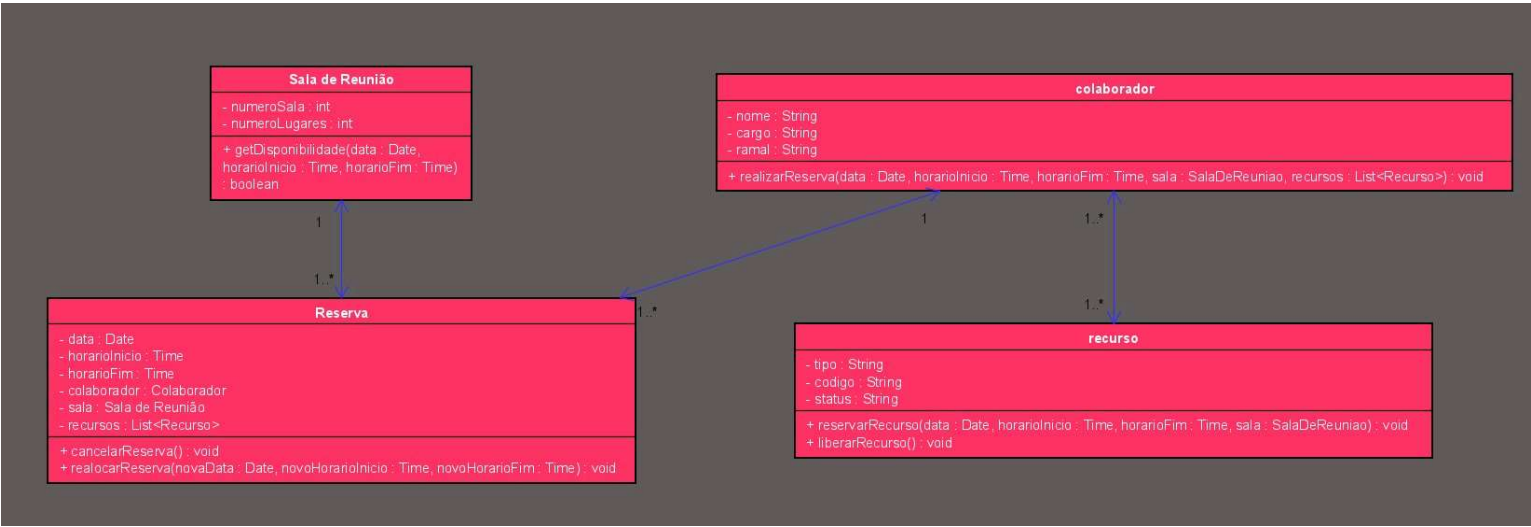 Sala de Reunião
- numeroSala : int
- numeroLugares : int
+ getDisponibilidade(data : Date,
horarioInicio : Time, horarioFim : Time)
: boolean
colaborador
- nome : String
- cargo : String
- ramal : String
+ realizarReserva(data : Date, horarioInicio : Time, horarioFim : Time, sala : SalaDeReuniao, recursos : List<Recurso>) : void
1
1..*
1
1..*
1..*
1..*
Reserva
- data : Date
- horarioInicio : Time
- horarioFim : Time
- colaborador : Colaborador
- sala : Sala de Reunião
- recursos : List<Recurso>
+ cancelarReserva() : void
+ realocarReserva(novaData : Date, novoHorarioInicio : Time, novoHorarioFim : Time) : void
recurso
- tipo : String
- codigo : String
- status : String
+ reservarRecurso(data : Date, horarioInicio : Time, horarioFim : Time, sala : SalaDeReuniao) : void
+ liberarRecurso() : void